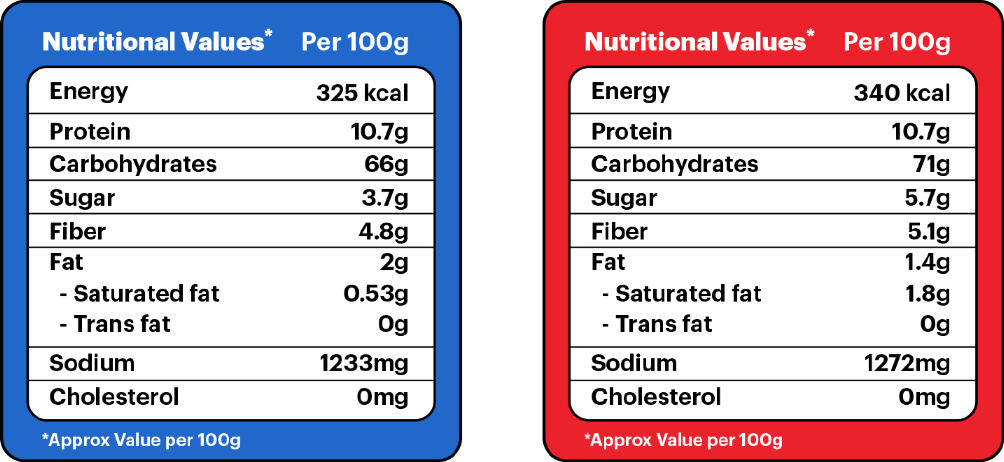 Nutritional Values* Per 100g
Energy 325 kcal
Protein 10.7g
Carbohydrates 66g
Sugar 3.7g
Fiber 4.8g
Fat 2g
- Saturated fat 0.53g
- Trans fat 0g
Sodium 1233mg
Cholesterol 0mg
*Approx Value per 100g
Nutritional Values* Per 100g
Energy 340 kcal
Protein 10.7g
Carbohydrates 71g
Sugar 5.7g
Fiber 5.1g
Fat 1.4g
- Saturated fat 1.8g
- Trans fat 0g
Sodium 1272mg
Cholesterol 0mg
*Approx Value per 100g